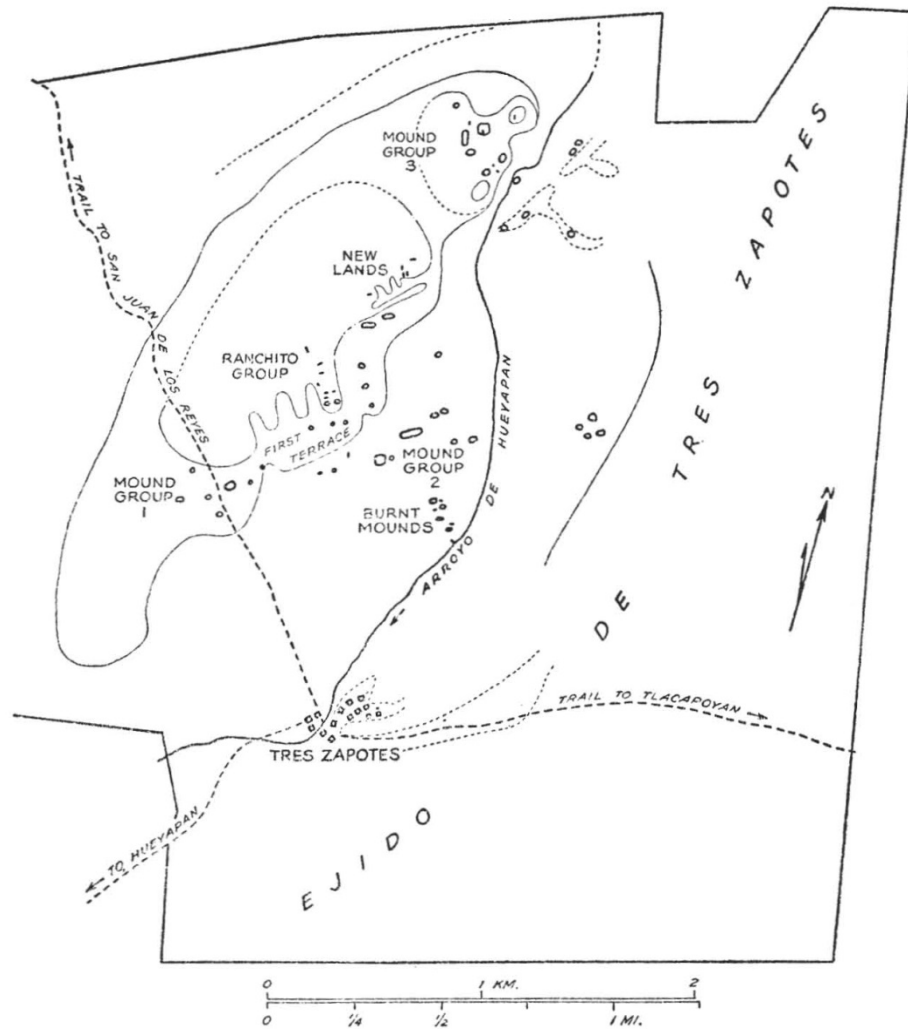 MOUND
GROUP
3
TRAIL TO SAN JUAN DE LOS REYES
NEW
LANDS
RANCHITO
GROUP
FIRST
TERRACE
MOUND
GROUP
1
MOUND
GROUP
2
BURNT
MOUNDS
ARROYO DE HUEYAPAN
N
TRAIL TO TLACAPOYAN
TRES ZAPOTES
TO HUEYAPAN
EJIDO DE TRES ZAPOTES
0 1 KM. 2
0 1/4 1/2 1 MI.